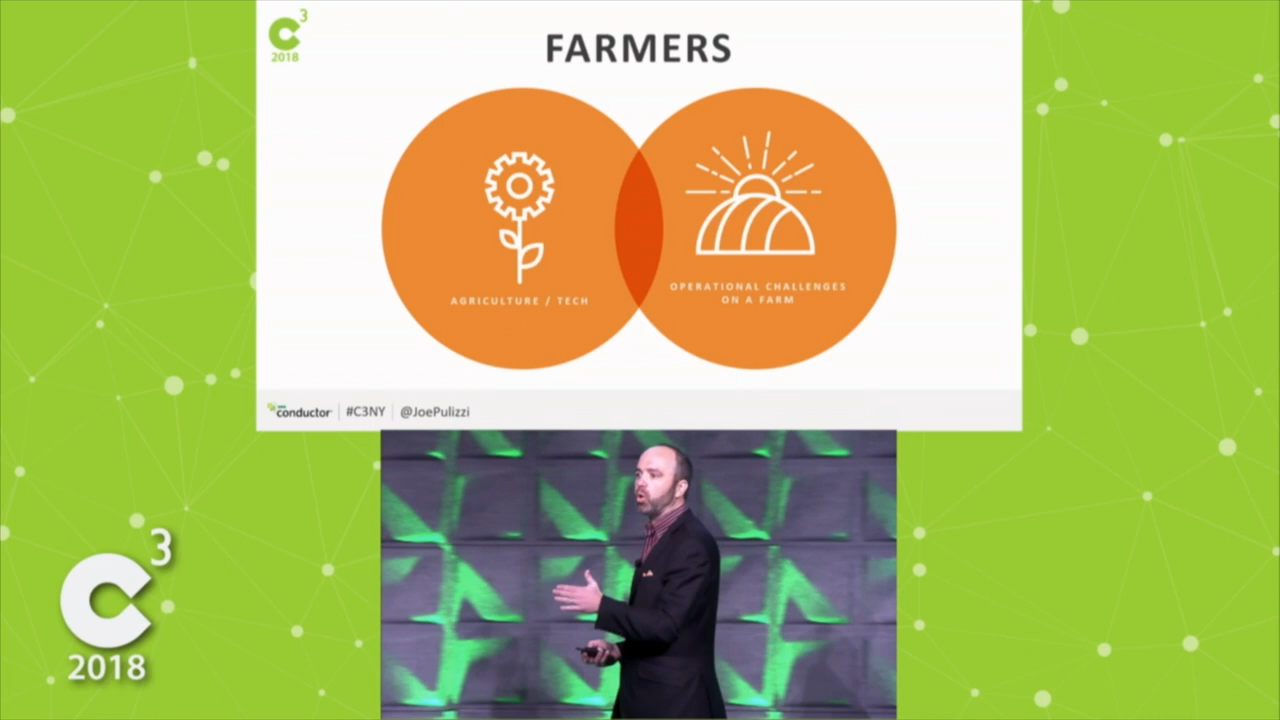 C3
2018
FARMERS
AGRICULTURE / TECH
OPERATIONAL CHALLENGES
ON A FARM
conductor
#C3NY
@JoePulizzi
C3
2018